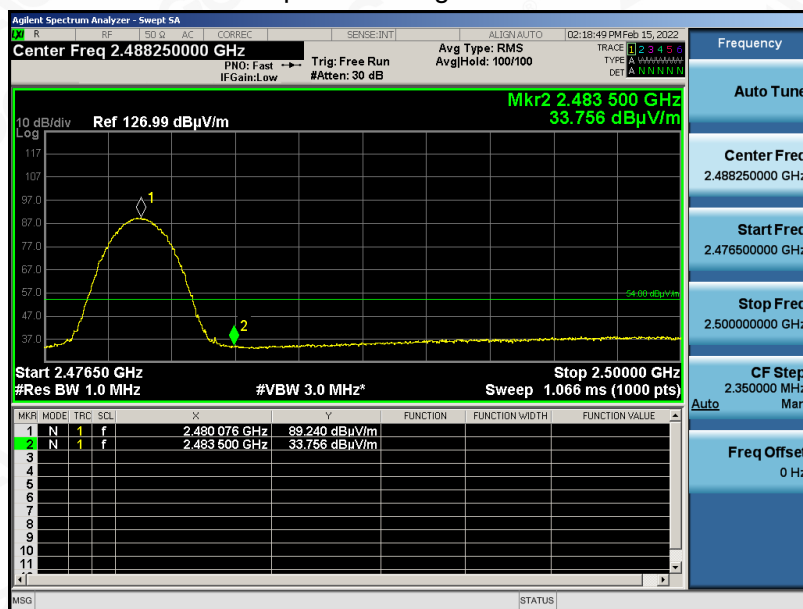 Agilent Spectrum Analyzer - Swept SA
LXI R RF 50 Ω AC CORREC SENSE:INT ALIGN AUTO 02:18:49 PM Feb 15, 2022
Center Freq 2.488250000 GHz
PNO: Fast
IFGain:Low
Trig: Free Run
#Atten: 30 dB
Avg Type: RMS
Avg|Hold: 100/100
TRACE 1 2 3 4 5 6
TYPE A WWWWW
DET A N N N N N
Mkr2 2.483 500 GHz
33.756 dBµV/m
10 dB/div
Log
Ref 126.99 dBµV/m
117
107
97.0
87.0
77.0
67.0
57.0
47.0
37.0
1
2
54.00 dBµV/m
Start 2.47650 GHz
Stop 2.50000 GHz
#Res BW 1.0 MHz
#VBW 3.0 MHz*
Sweep 1.066 ms (1000 pts)
MKR MODE TRC SCL X Y FUNCTION FUNCTION WIDTH FUNCTION VALUE
1 N 1 f 2.480 076 GHz 89.240 dBµV/m
2 N 1 f 2.483 500 GHz 33.756 dBµV/m
3
4
5
6
7
8
9
10
11
MSG
STATUS
Frequency
Auto Tune
Center Freq
2.488250000 GHz
Start Freq
2.476500000 GHz
Stop Freq
2.500000000 GHz
CF Step
2.350000 MHz
Auto Man
Freq Offset
0 Hz